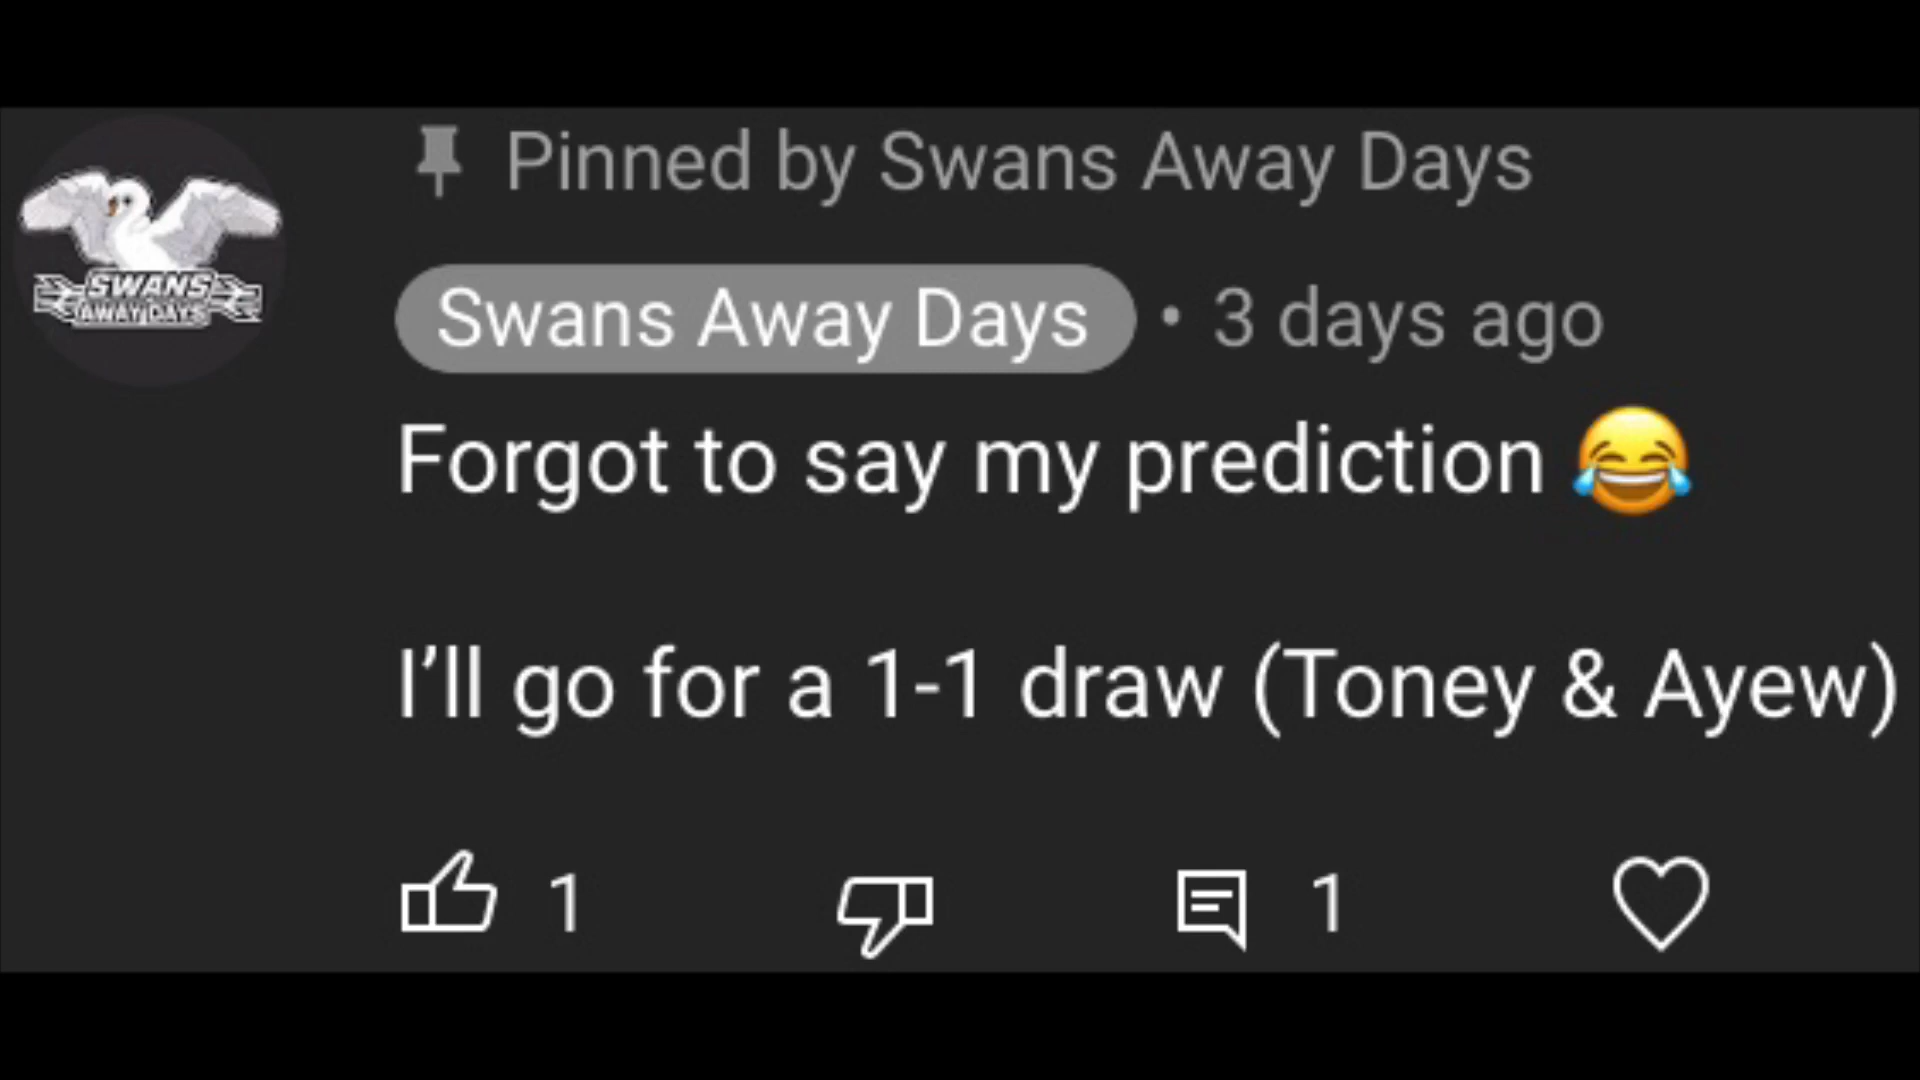 Pinned by Swans Away Days
SWANS
AWAY DAYS
Swans Away Days • 3 days ago
Forgot to say my prediction 😂
I’ll go for a 1-1 draw (Toney & Ayew)
1 1